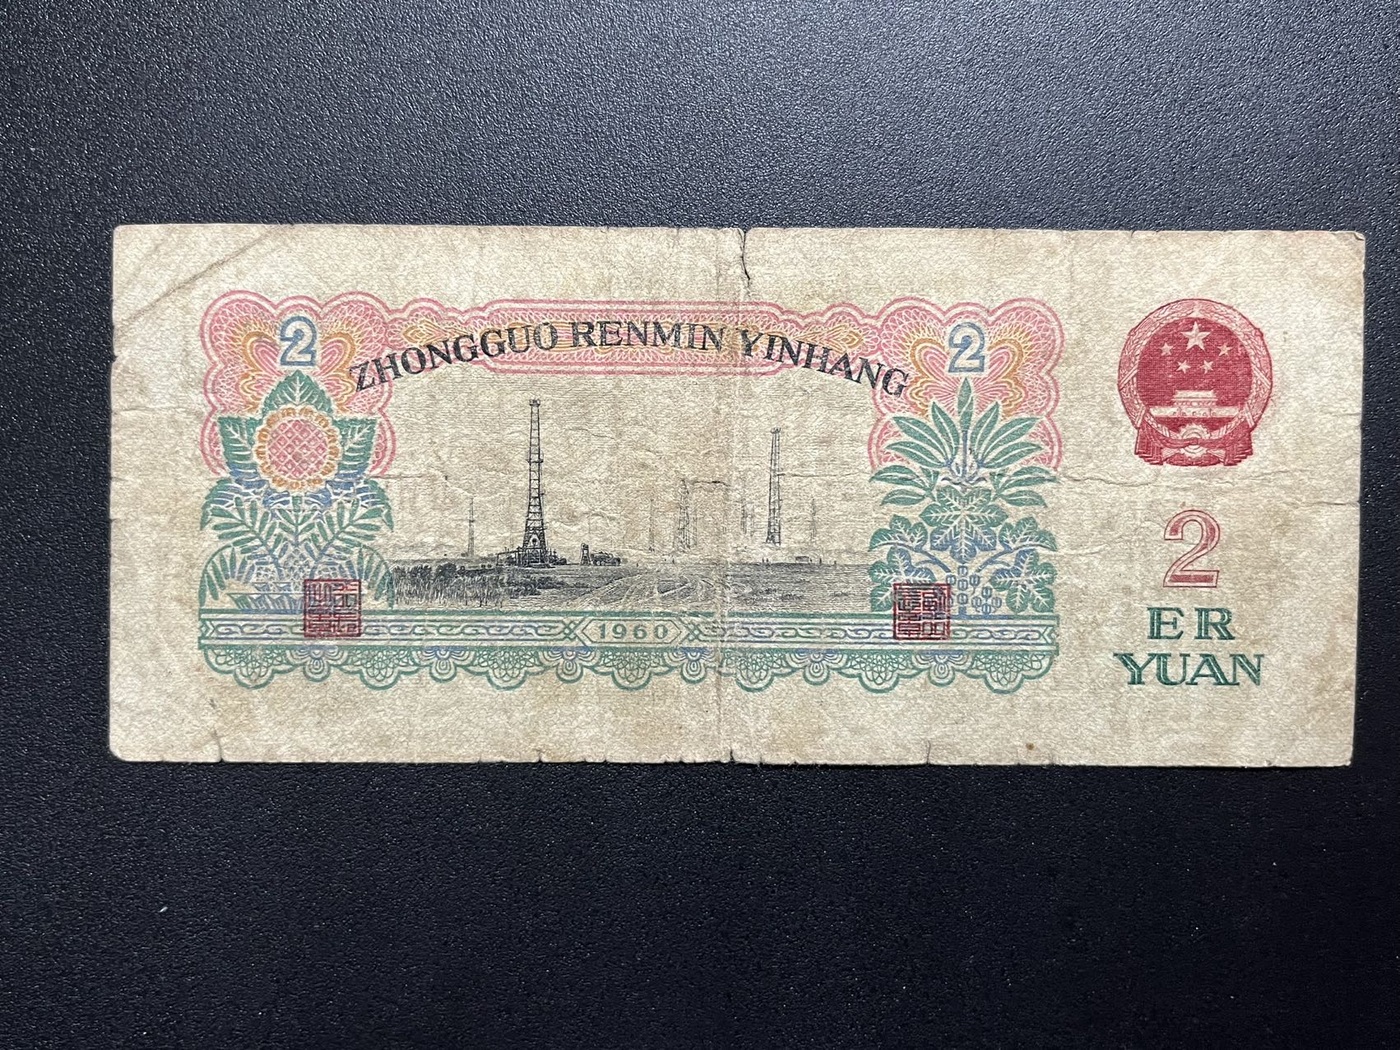 2
ZHONGGUO RENMIN YINHANG
2
1960
2
ER
YUAN